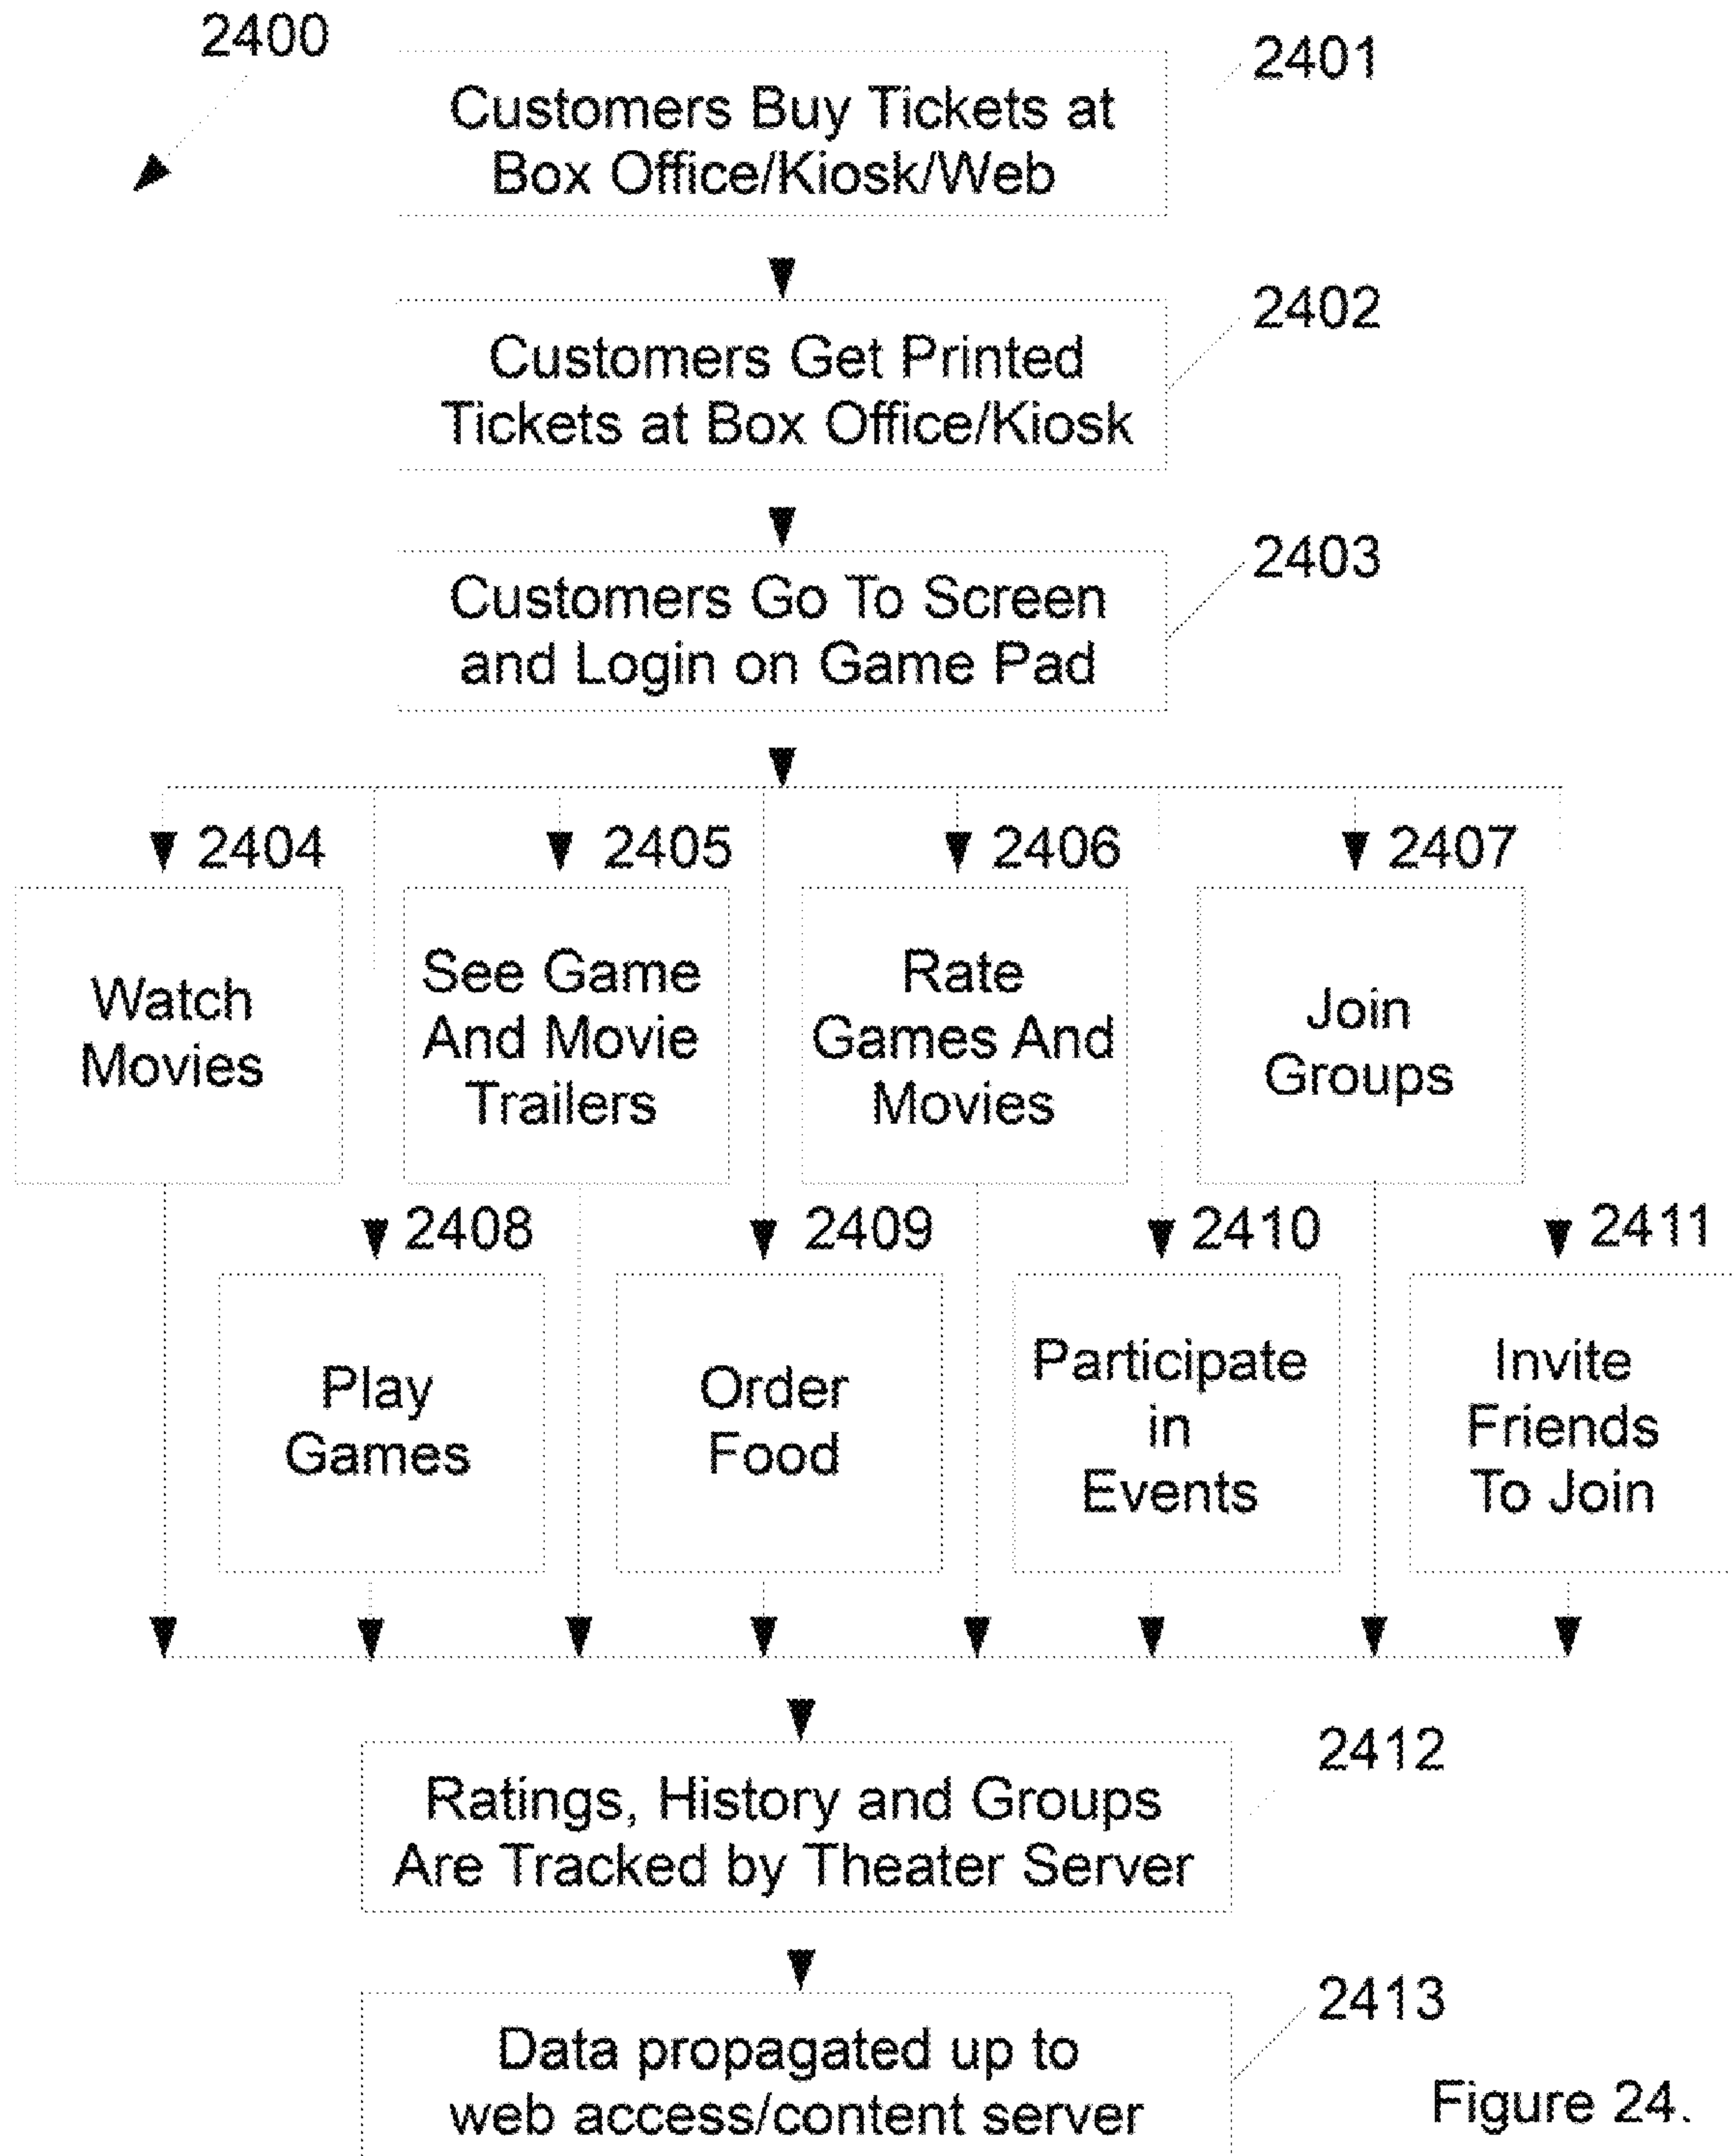 2400
2401
Customers Buy Tickets at
Box Office/Kiosk/Web
2402
Customers Get Printed
Tickets at Box Office/Kiosk
2403
Customers Go To Screen
and Login on Game Pad
2404
2405
2406
2407
Watch
Movies
See Game
And Movie
Trailers
Rate
Games And
Movies
Join
Groups
2408
2409
2410
2411
Play
Games
Order
Food
Participate
in
Events
Invite
Friends
To Join
2412
Ratings, History and Groups
Are Tracked by Theater Server
2413
Data propagated up to
web access/content server
Figure 24.